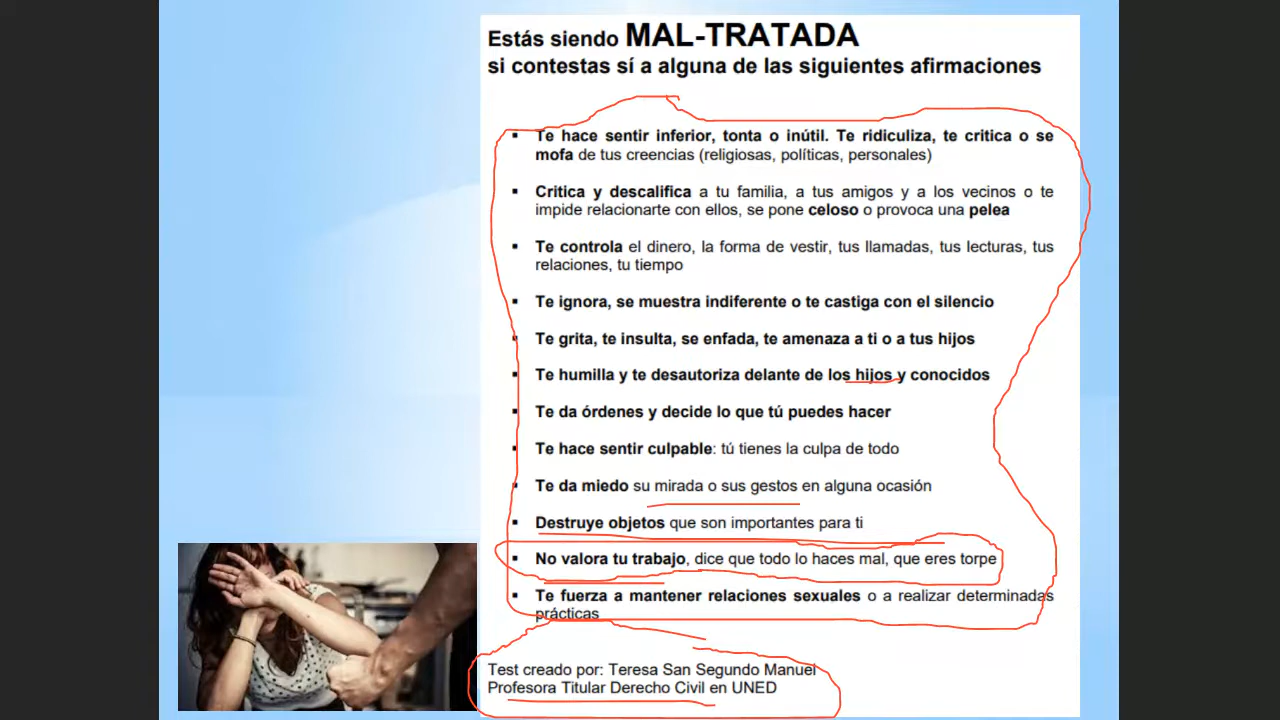 Estás siendo MAL-TRATADA
si contestas sí a alguna de las siguientes afirmaciones
▪ Te hace sentir inferior, tonta o inútil. Te ridiculiza, te critica o se
mofa de tus creencias (religiosas, políticas, personales)
▪ Critica y descalifica a tu familia, a tus amigos y a los vecinos o te
impide relacionarte con ellos, se pone celoso o provoca una pelea
▪ Te controla el dinero, la forma de vestir, tus llamadas, tus lecturas, tus
relaciones, tu tiempo
▪ Te ignora, se muestra indiferente o te castiga con el silencio
▪ Te grita, te insulta, se enfada, te amenaza a ti o a tus hijos
▪ Te humilla y te desautoriza delante de los hijos y conocidos
▪ Te da órdenes y decide lo que tú puedes hacer
▪ Te hace sentir culpable: tú tienes la culpa de todo
▪ Te da miedo su mirada o sus gestos en alguna ocasión
▪ Destruye objetos que son importantes para ti
▪ No valora tu trabajo, dice que todo lo haces mal, que eres torpe
▪ Te fuerza a mantener relaciones sexuales o a realizar determinadas
prácticas
Test creado por: Teresa San Segundo Manuel
Profesora Titular Derecho Civil en UNED